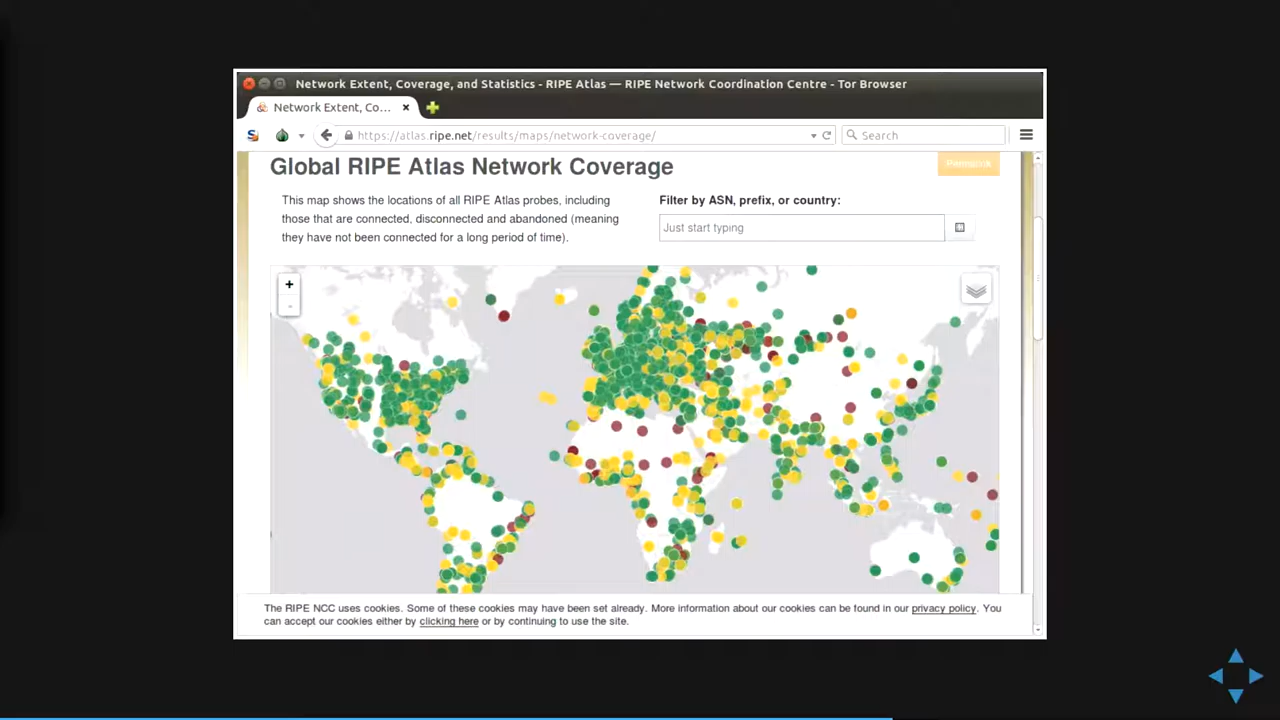 Network Extent, Coverage, and Statistics - RIPE Atlas — RIPE Network Coordination Centre - Tor Browser
Network Extent, Co...
https://atlas.ripe.net/results/maps/network-coverage/
Search
Global RIPE Atlas Network Coverage
Permalink
This map shows the locations of all RIPE Atlas probes, including
those that are connected, disconnected and abandoned (meaning
they have not been connected for a long period of time).
Filter by ASN, prefix, or country:
Just start typing
+
-
The RIPE NCC uses cookies. Some of these cookies may have been set already. More information about our cookies can be found in our privacy policy. You
can accept our cookies either by clicking here or by continuing to use the site.